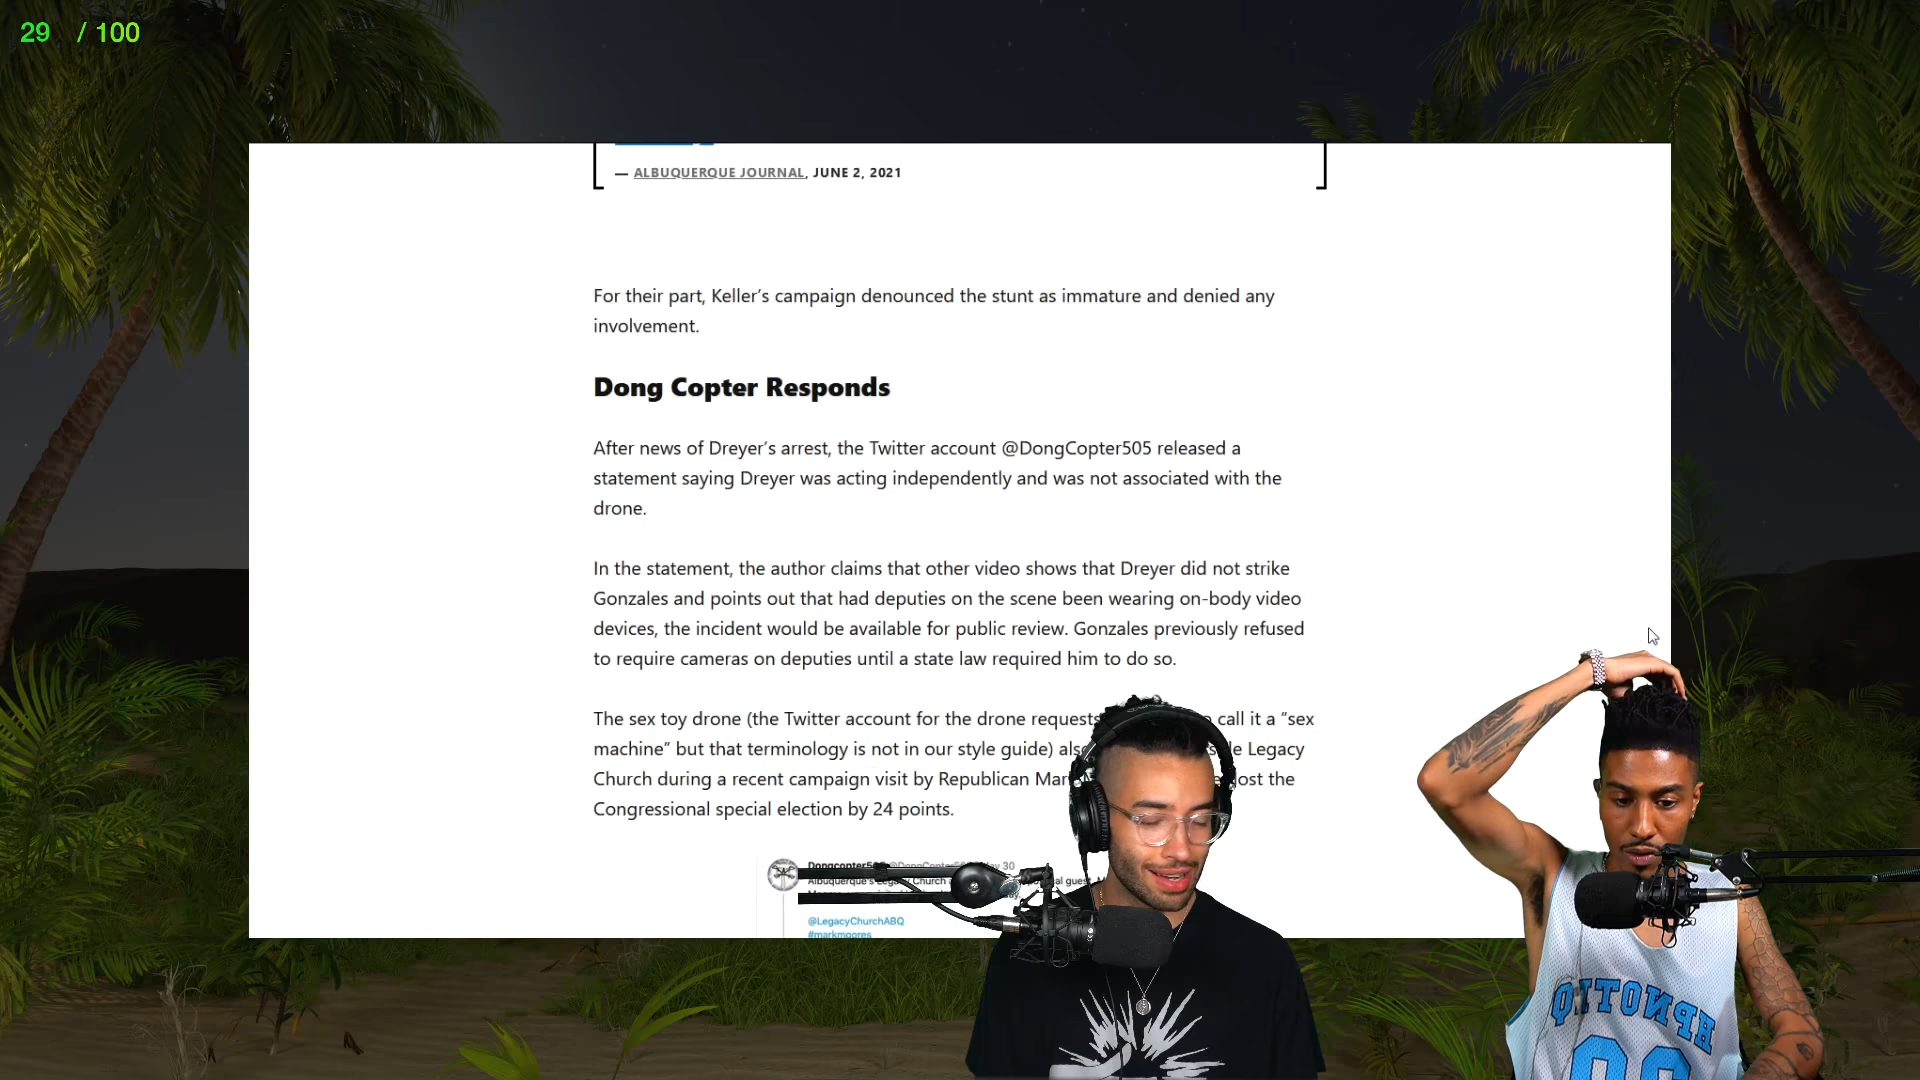 29 / 100
— ALBUQUERQUE JOURNAL, JUNE 2, 2021
For their part, Keller’s campaign denounced the stunt as immature and denied any
involvement.
Dong Copter Responds
After news of Dreyer’s arrest, the Twitter account @DongCopter505 released a
statement saying Dreyer was acting independently and was not associated with the
drone.
In the statement, the author claims that other video shows that Dreyer did not strike
Gonzales and points out that had deputies on the scene been wearing on-body video
devices, the incident would be available for public review. Gonzales previously refused
to require cameras on deputies until a state law required him to do so.
The sex toy drone (the Twitter account for the drone requests call it a “sex
machine” but that terminology is not in our style guide) Legacy
Church during a recent campaign visit by Republican lost the
Congressional special election by 24 points.
Albuquerque's Legacy Church
@LegacyChurchABQ
#markmoores